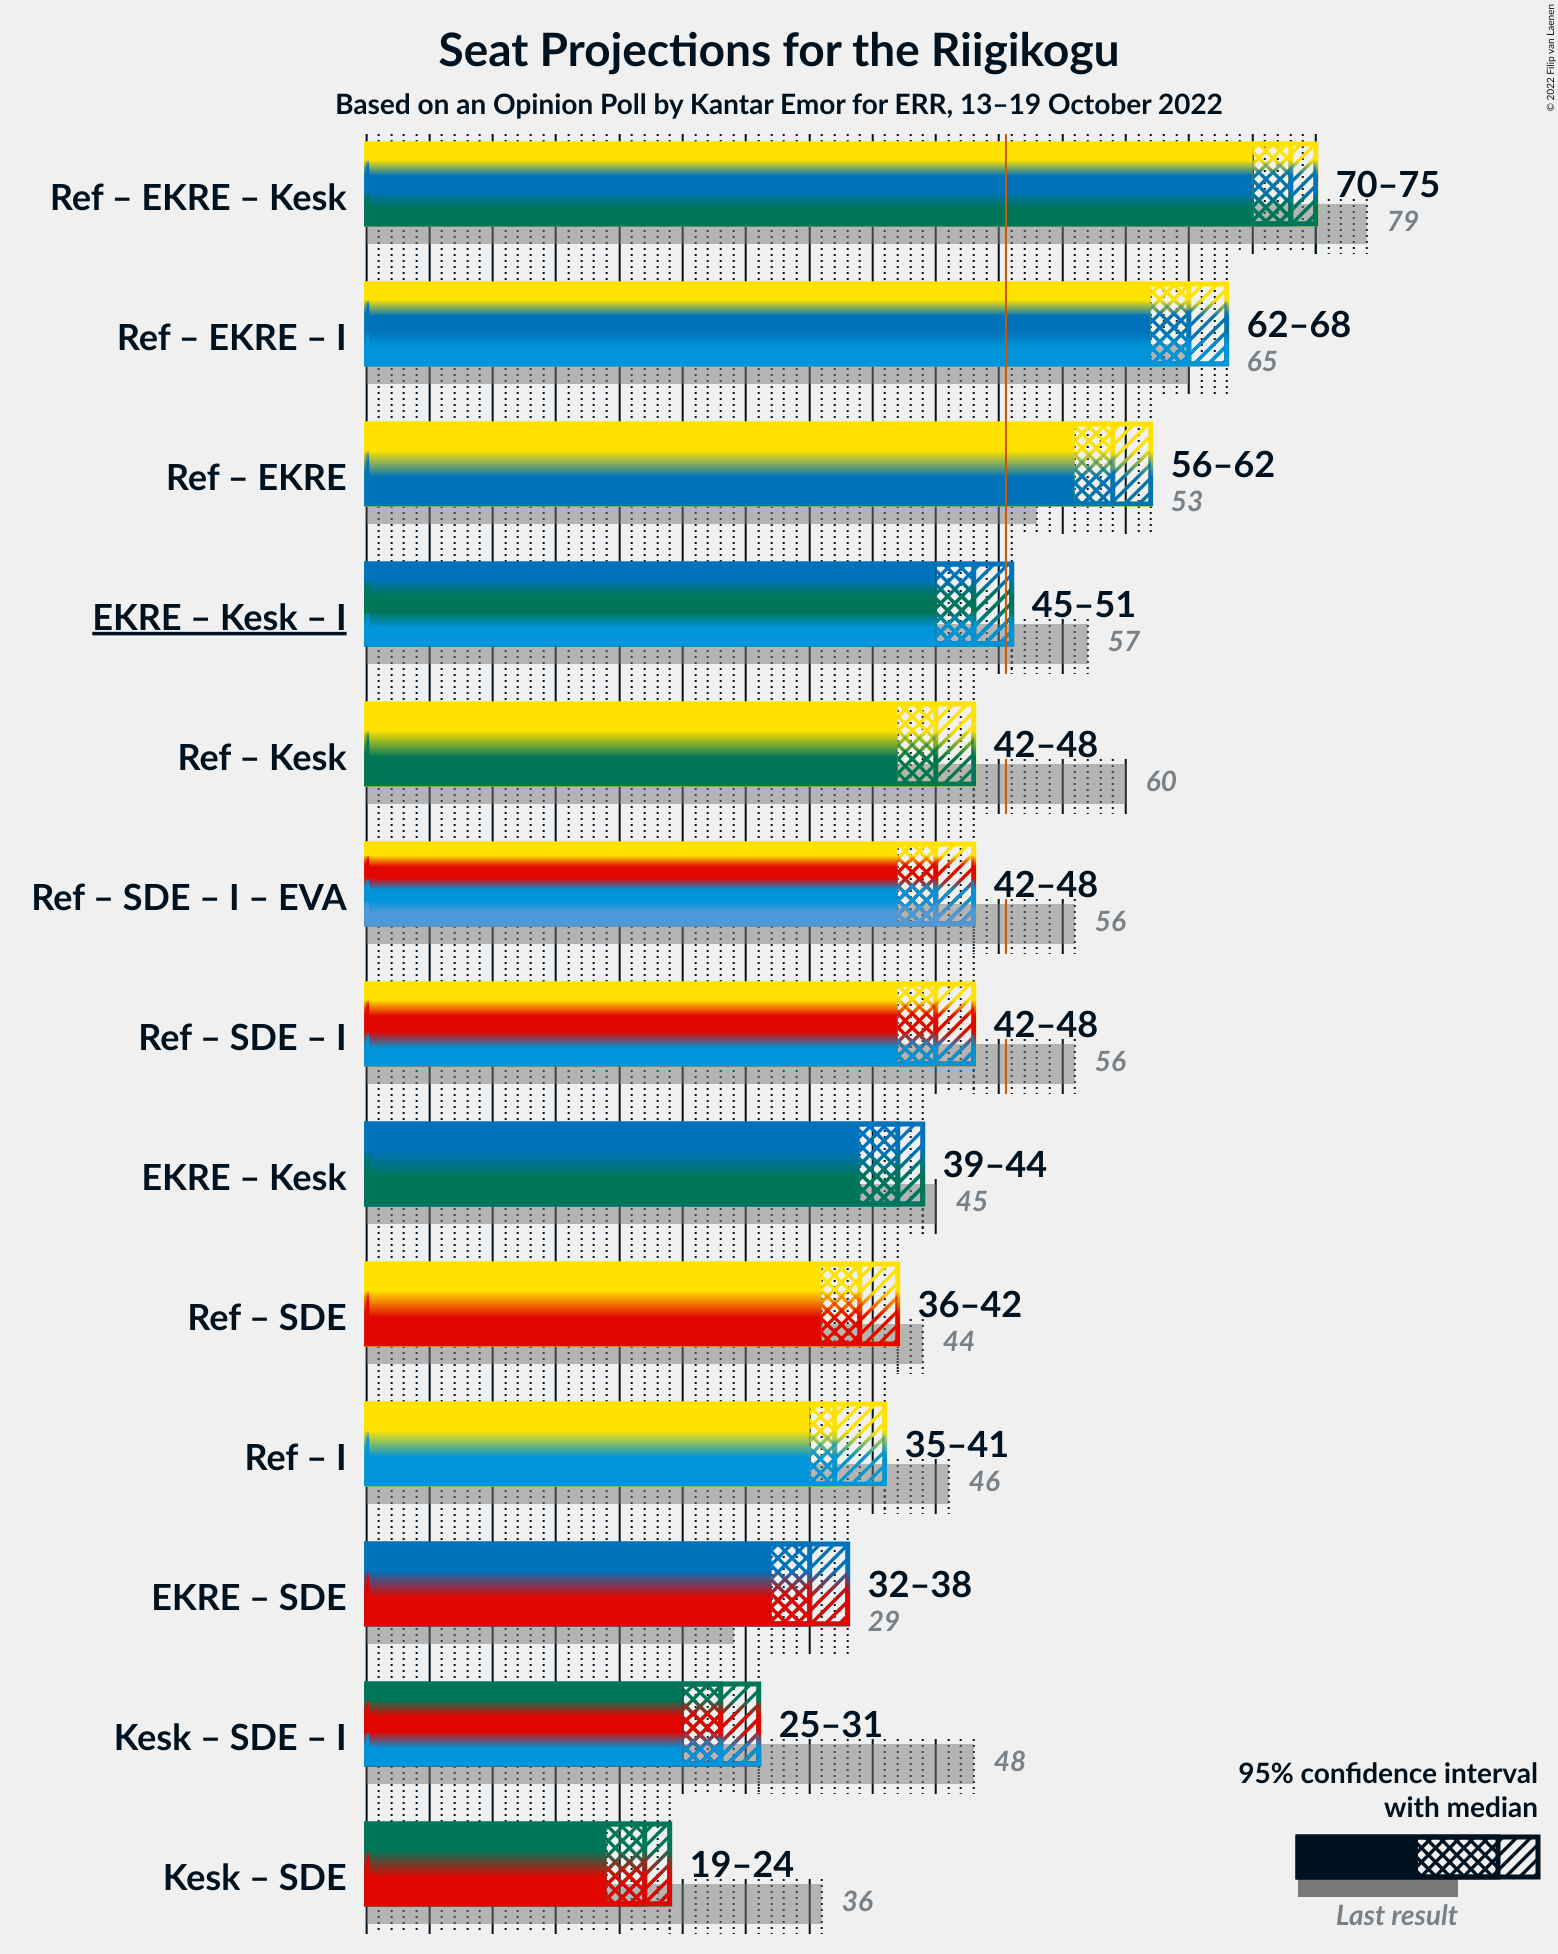 Seat Projections for the Riigikogu
Based on an Opinion Poll by Kantar Emor for ERR, 13–19 October 2022
© 2022 Filip van Laenen
Ref – EKRE – Kesk
70–75
79
Ref – EKRE – I
62–68
65
Ref – EKRE
56–62
53
EKRE – Kesk – I
45–51
57
Ref – Kesk
42–48
60
Ref – SDE – I – EVA
42–48
56
Ref – SDE – I
42–48
56
EKRE – Kesk
39–44
45
Ref – SDE
36–42
44
Ref – I
35–41
46
EKRE – SDE
32–38
29
Kesk – SDE – I
25–31
48
Kesk – SDE
19–24
36
95% confidence interval
with median
Last result